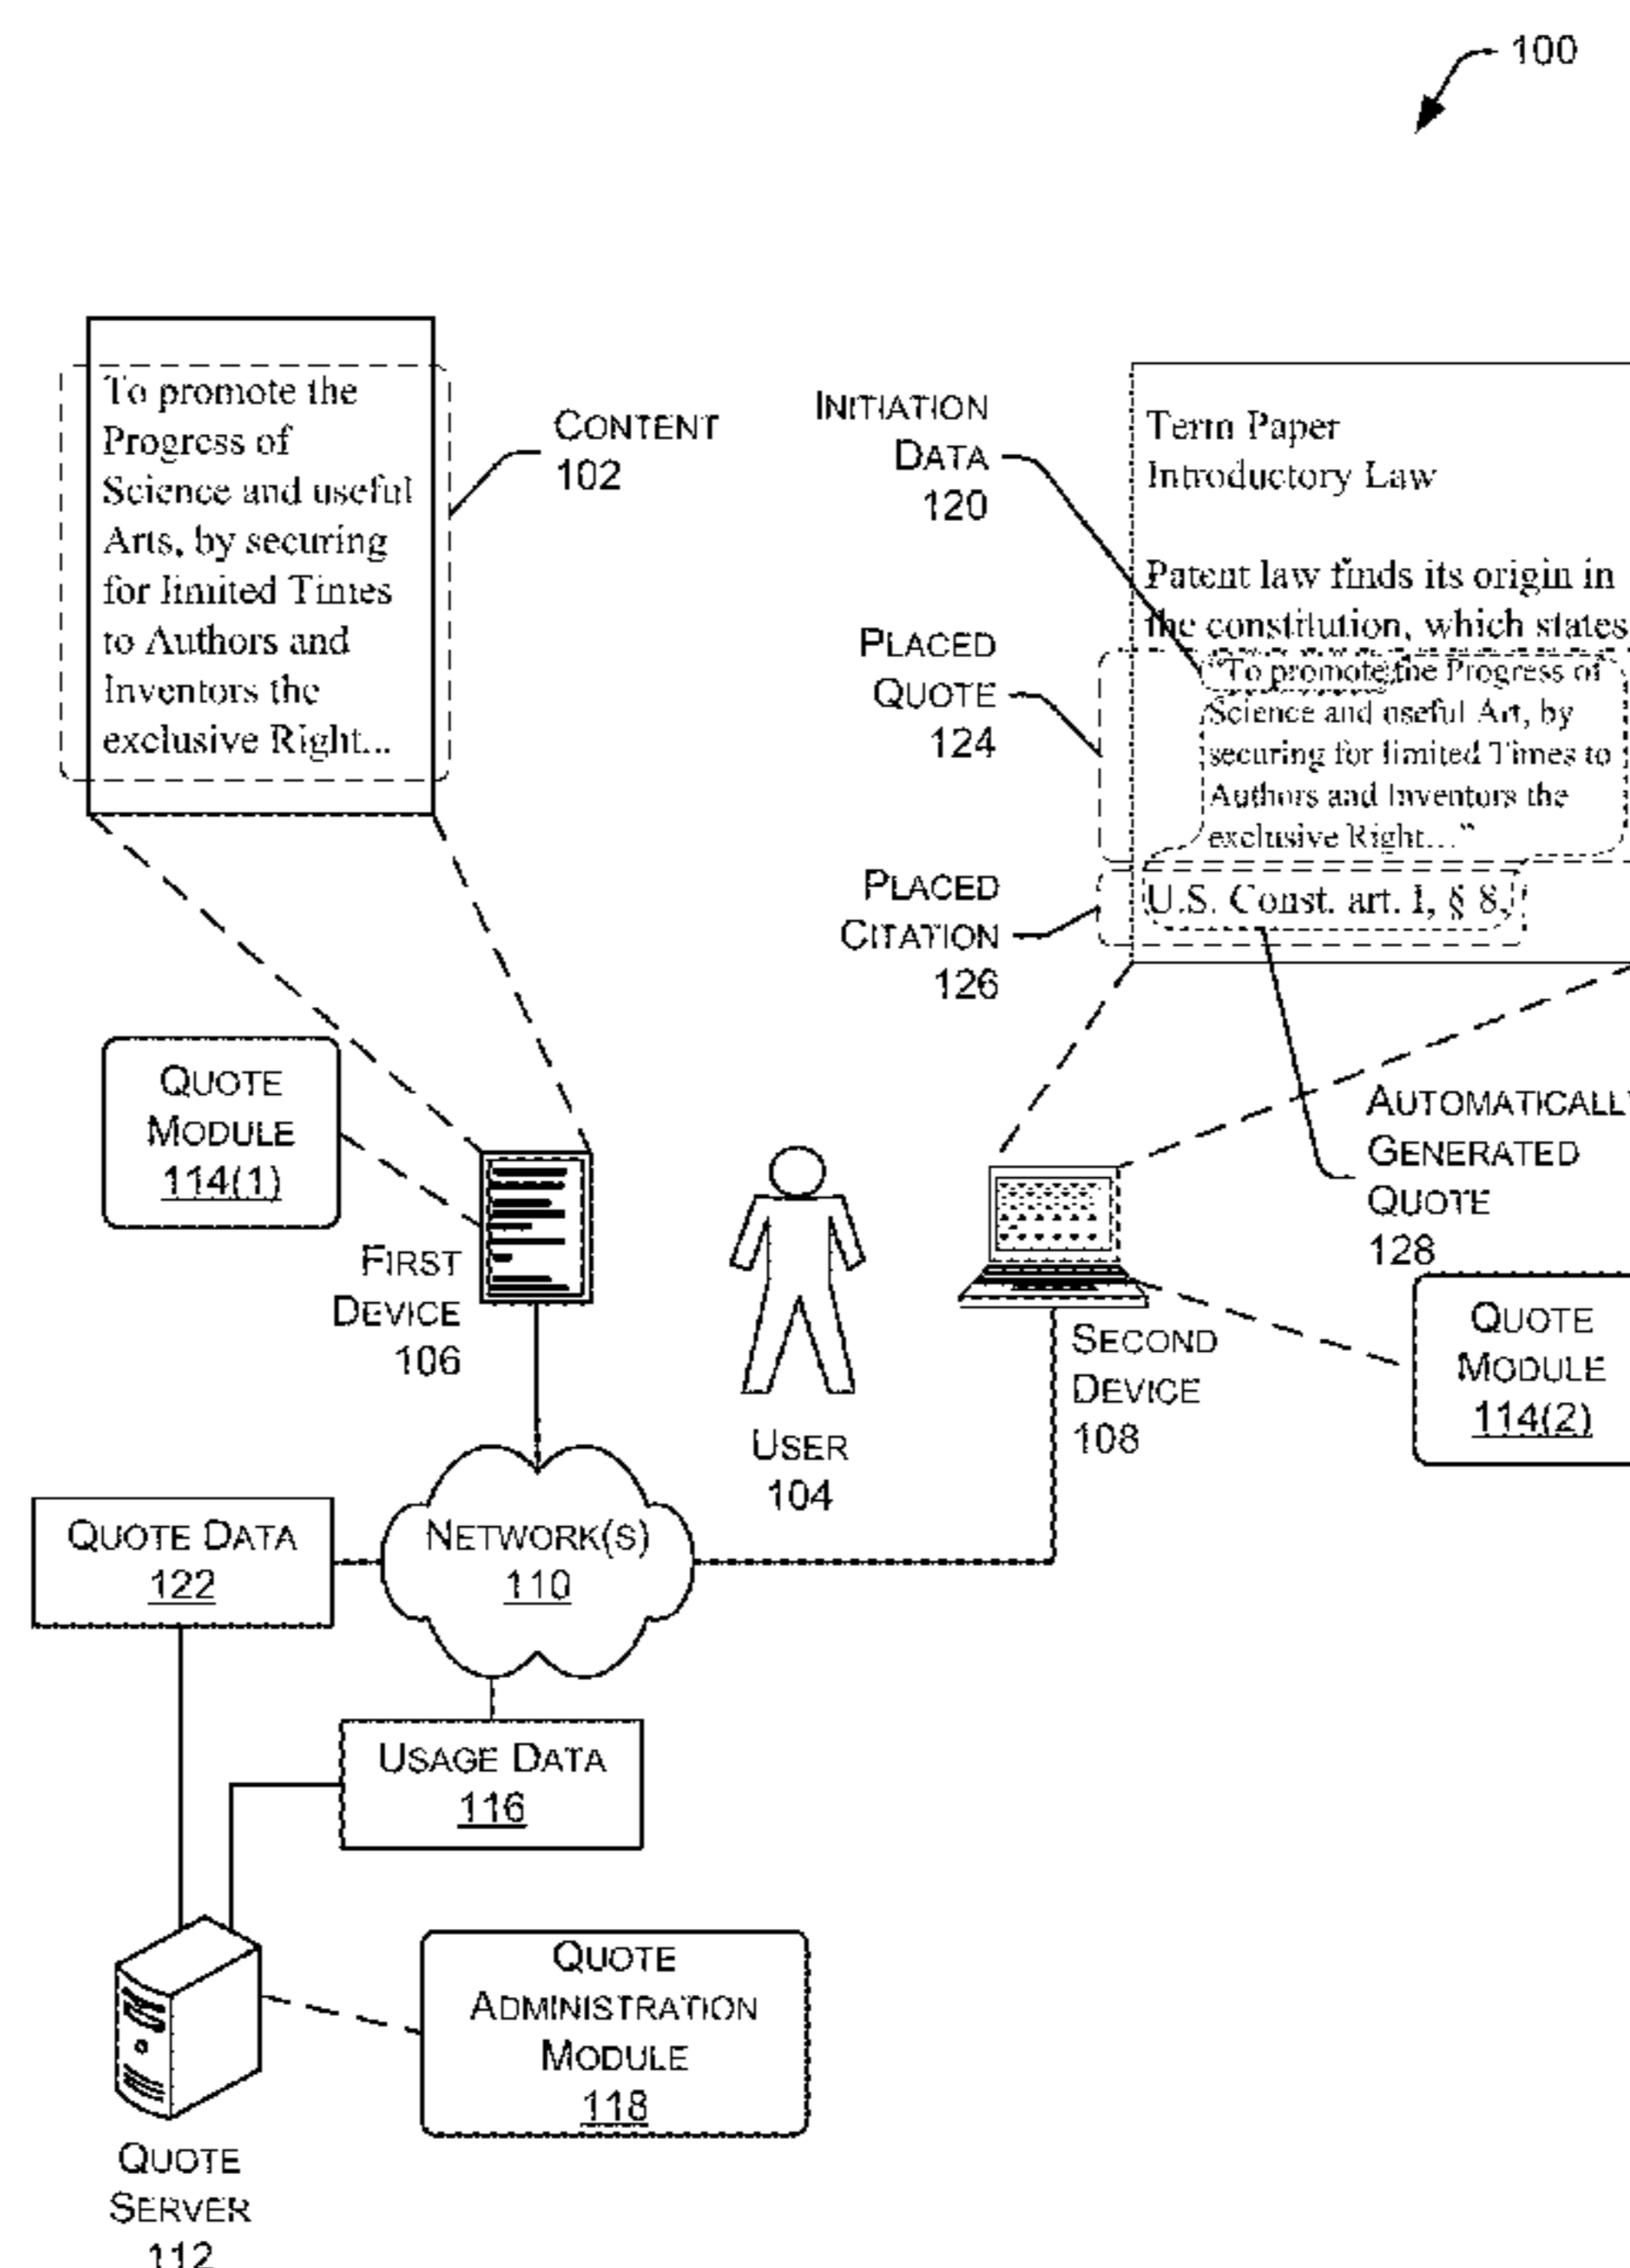 100
To promote the
Progress of
Science and useful
Arts, by securing
for limited Times
to Authors and
Inventors the
exclusive Right...
CONTENT
102
INITIATION
DATA
120
Term Paper
Introductory Law
Patent law finds its origin in
the constitution, which states
"To promote the Progress of
Science and useful Art, by
securing for limited Times to
Authors and Inventors the
exclusive Right..."
U.S. Const. art. I, § 8,
PLACED
QUOTE
124
PLACED
CITATION
126
QUOTE
MODULE
114(1)
FIRST
DEVICE
106
USER
104
SECOND
DEVICE
108
AUTOMATICALLY
GENERATED
QUOTE
128
QUOTE
MODULE
114(2)
QUOTE DATA
122
NETWORK(S)
110
USAGE DATA
116
QUOTE
ADMINISTRATION
MODULE
118
QUOTE
SERVER
112